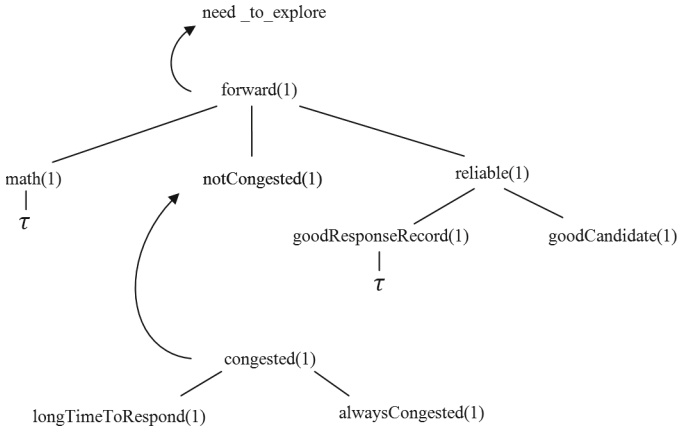 need _to_explore
forward(1)
math(1)
notCongested(1)
reliable(1)
τ
goodResponseRecord(1)
goodCandidate(1)
τ
congested(1)
longTimeToRespond(1)
alwaysCongested(1)